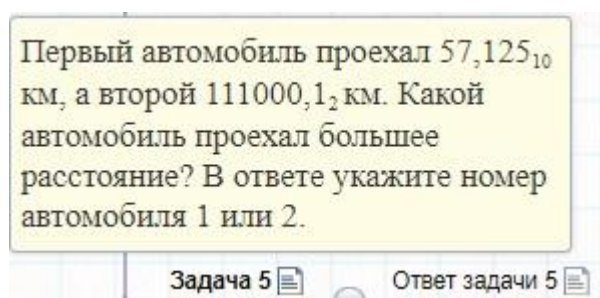 Первый автомобиль проехал 57,125₁₀
км, а второй 111000,1₂ км. Какой
автомобиль проехал большее
расстояние? В ответе укажите номер
автомобиля 1 или 2.
Задача 5 Ответ задачи 5